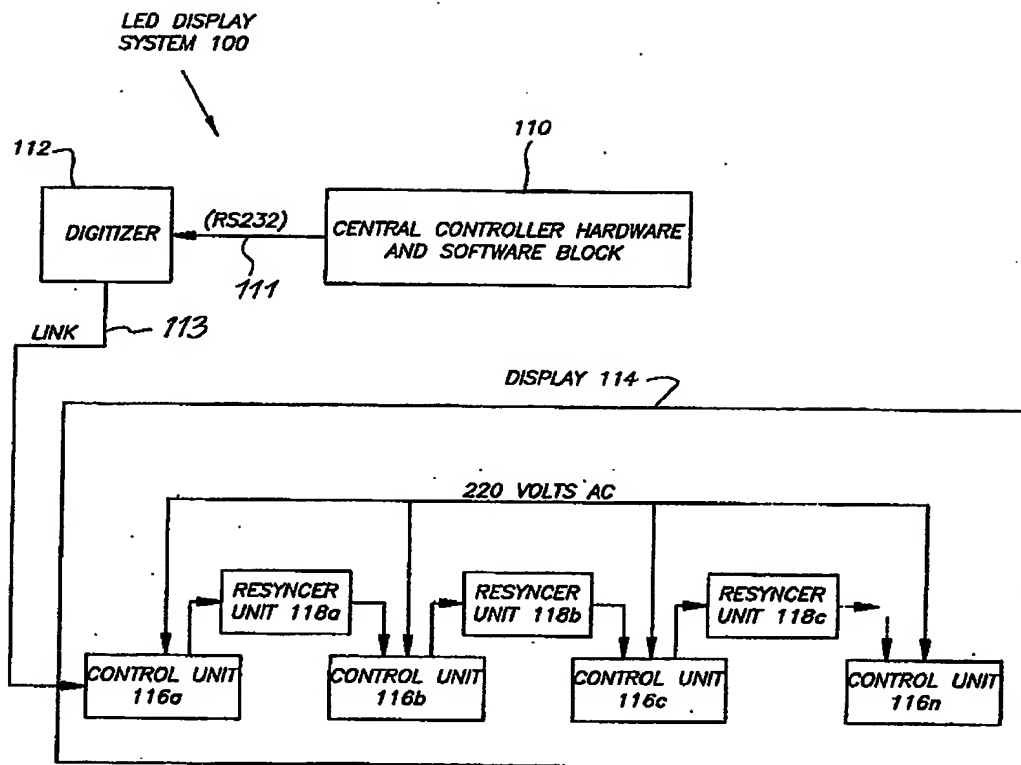 LED DISPLAY
SYSTEM 100
110
112
DIGITIZER
(RS232)
111
CENTRAL CONTROLLER HARDWARE
AND SOFTWARE BLOCK
LINK
113
DISPLAY 114
220 VOLTS AC
RESYNCER
UNIT 118a
RESYNCER
UNIT 118b
RESYNCER
UNIT 118c
CONTROL UNIT
116a
CONTROL UNIT
116b
CONTROL UNIT
116c
CONTROL UNIT
116n